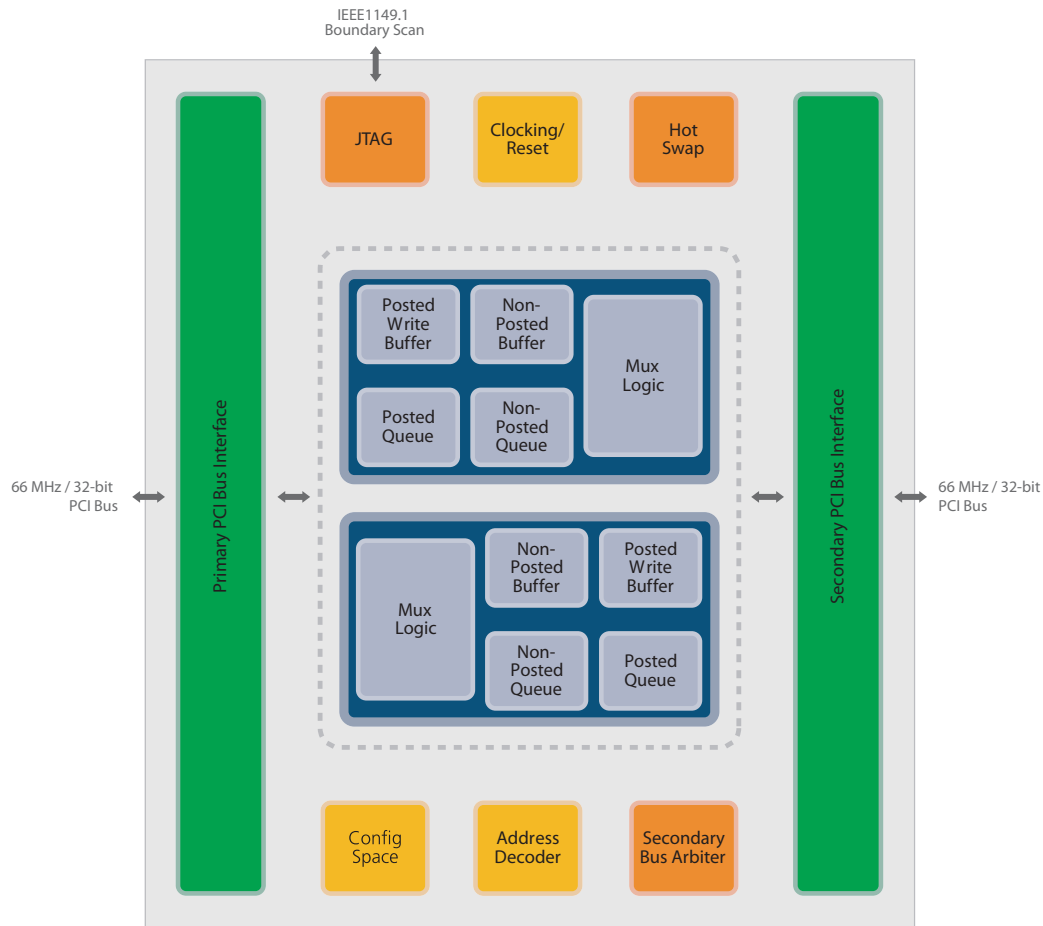 IEEE1149.1
Boundary Scan
JTAG
Clocking/
Reset
Hot
Swap
Primary PCI Bus Interface
Posted
Write
Buffer
Non-
Posted
Buffer
Mux
Logic
Posted
Queue
Non-
Posted
Queue
66 MHz / 32-bit
PCI Bus
66 MHz / 32-bit
PCI Bus
Secondary PCI Bus Interface
Mux
Logic
Non-
Posted
Buffer
Posted
Write
Buffer
Non-
Posted
Queue
Posted
Queue
Config
Space
Address
Decoder
Secondary
Bus Arbiter